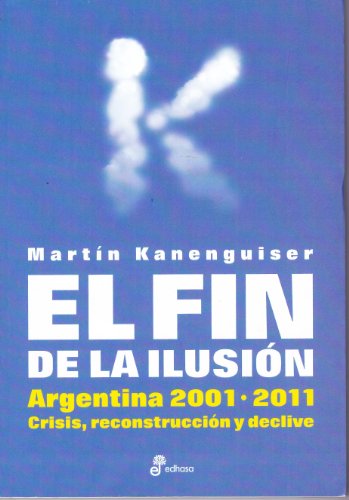 K
Martín Kanenguiser
EL FIN
DE LA ILUSIÓN
Argentina 2001 · 2011
Crisis, reconstrucción y declive
edhasa